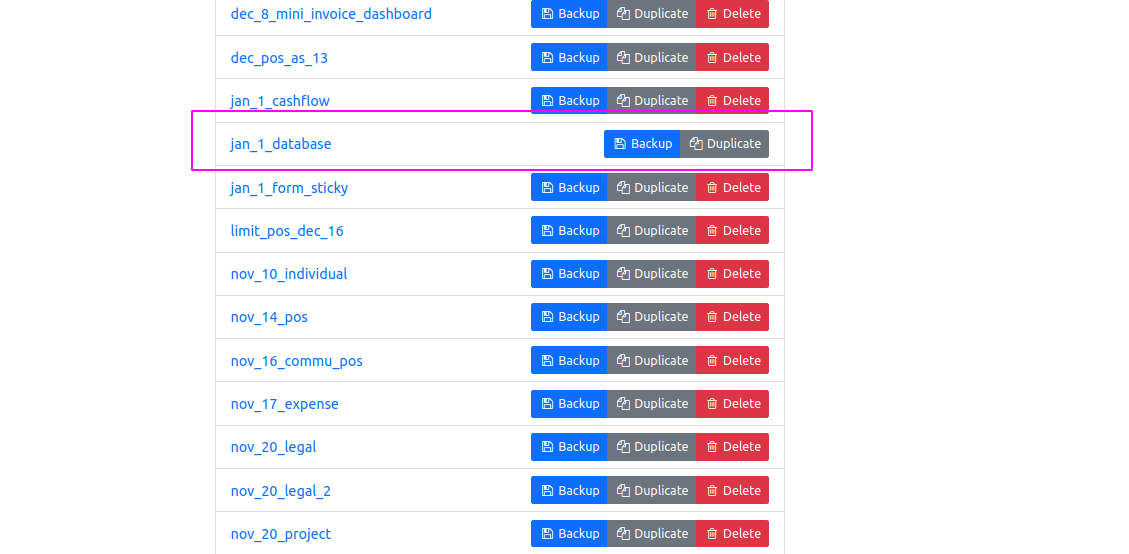 dec_8_mini_invoice_dashboard Backup Duplicate Delete
dec_pos_as_13 Backup Duplicate Delete
jan_1_cashflow Backup Duplicate Delete
jan_1_database Backup Duplicate
jan_1_form_sticky Backup Duplicate Delete
limit_pos_dec_16 Backup Duplicate Delete
nov_10_individual Backup Duplicate Delete
nov_14_pos Backup Duplicate Delete
nov_16_commu_pos Backup Duplicate Delete
nov_17_expense Backup Duplicate Delete
nov_20_legal Backup Duplicate Delete
nov_20_legal_2 Backup Duplicate Delete
nov_20_project Backup Duplicate Delete